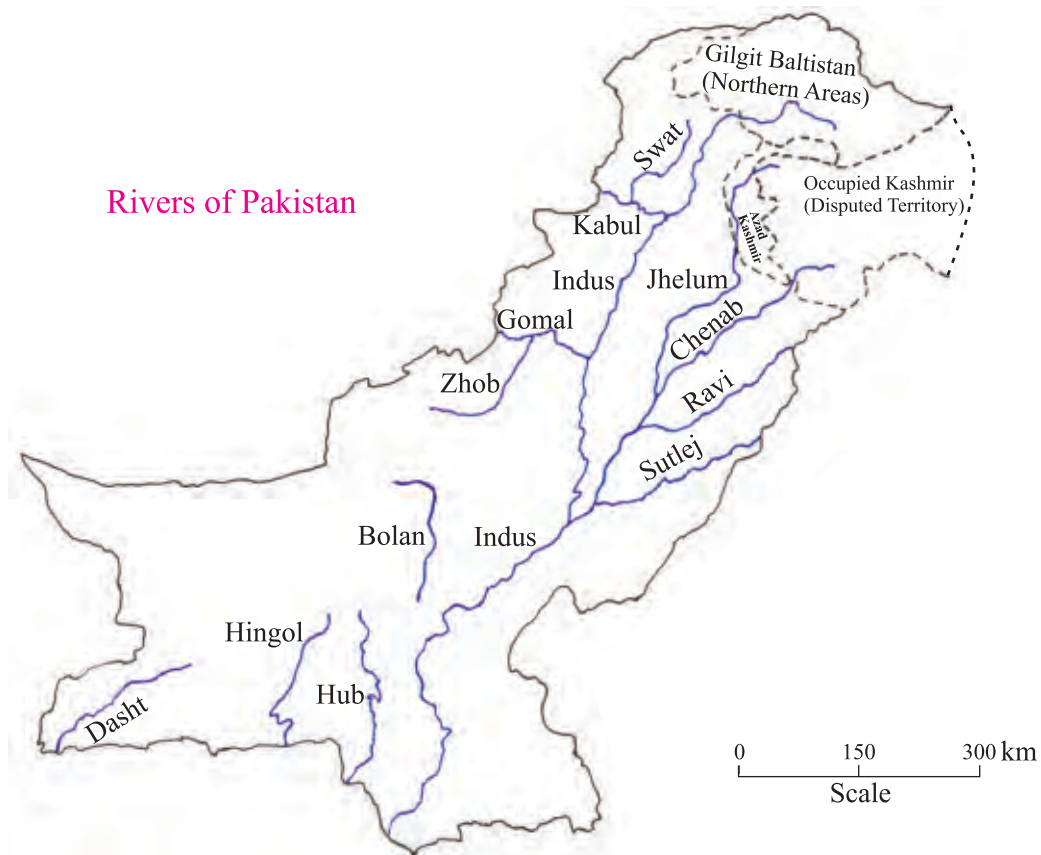 Gilgit Baltistan
(Northern Areas)
Swat
Rivers of Pakistan
Occupied Kashmir
(Disputed Territory)
Azad
Kashmir
Kabul
Indus
Jhelum
Gomal
Chenab
Zhob
Ravi
Sutlej
Bolan
Indus
Hingol
Hub
Dasht
0 150 300 km
Scale